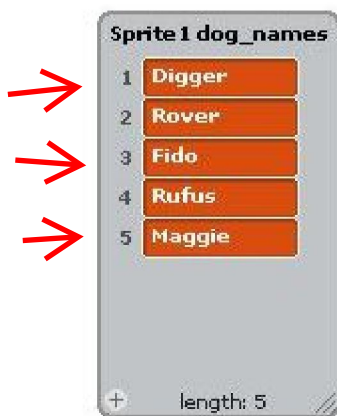 Sprite1 dog_names
1 Digger
2 Rover
3 Fido
4 Rufus
5 Maggie
+ length: 5